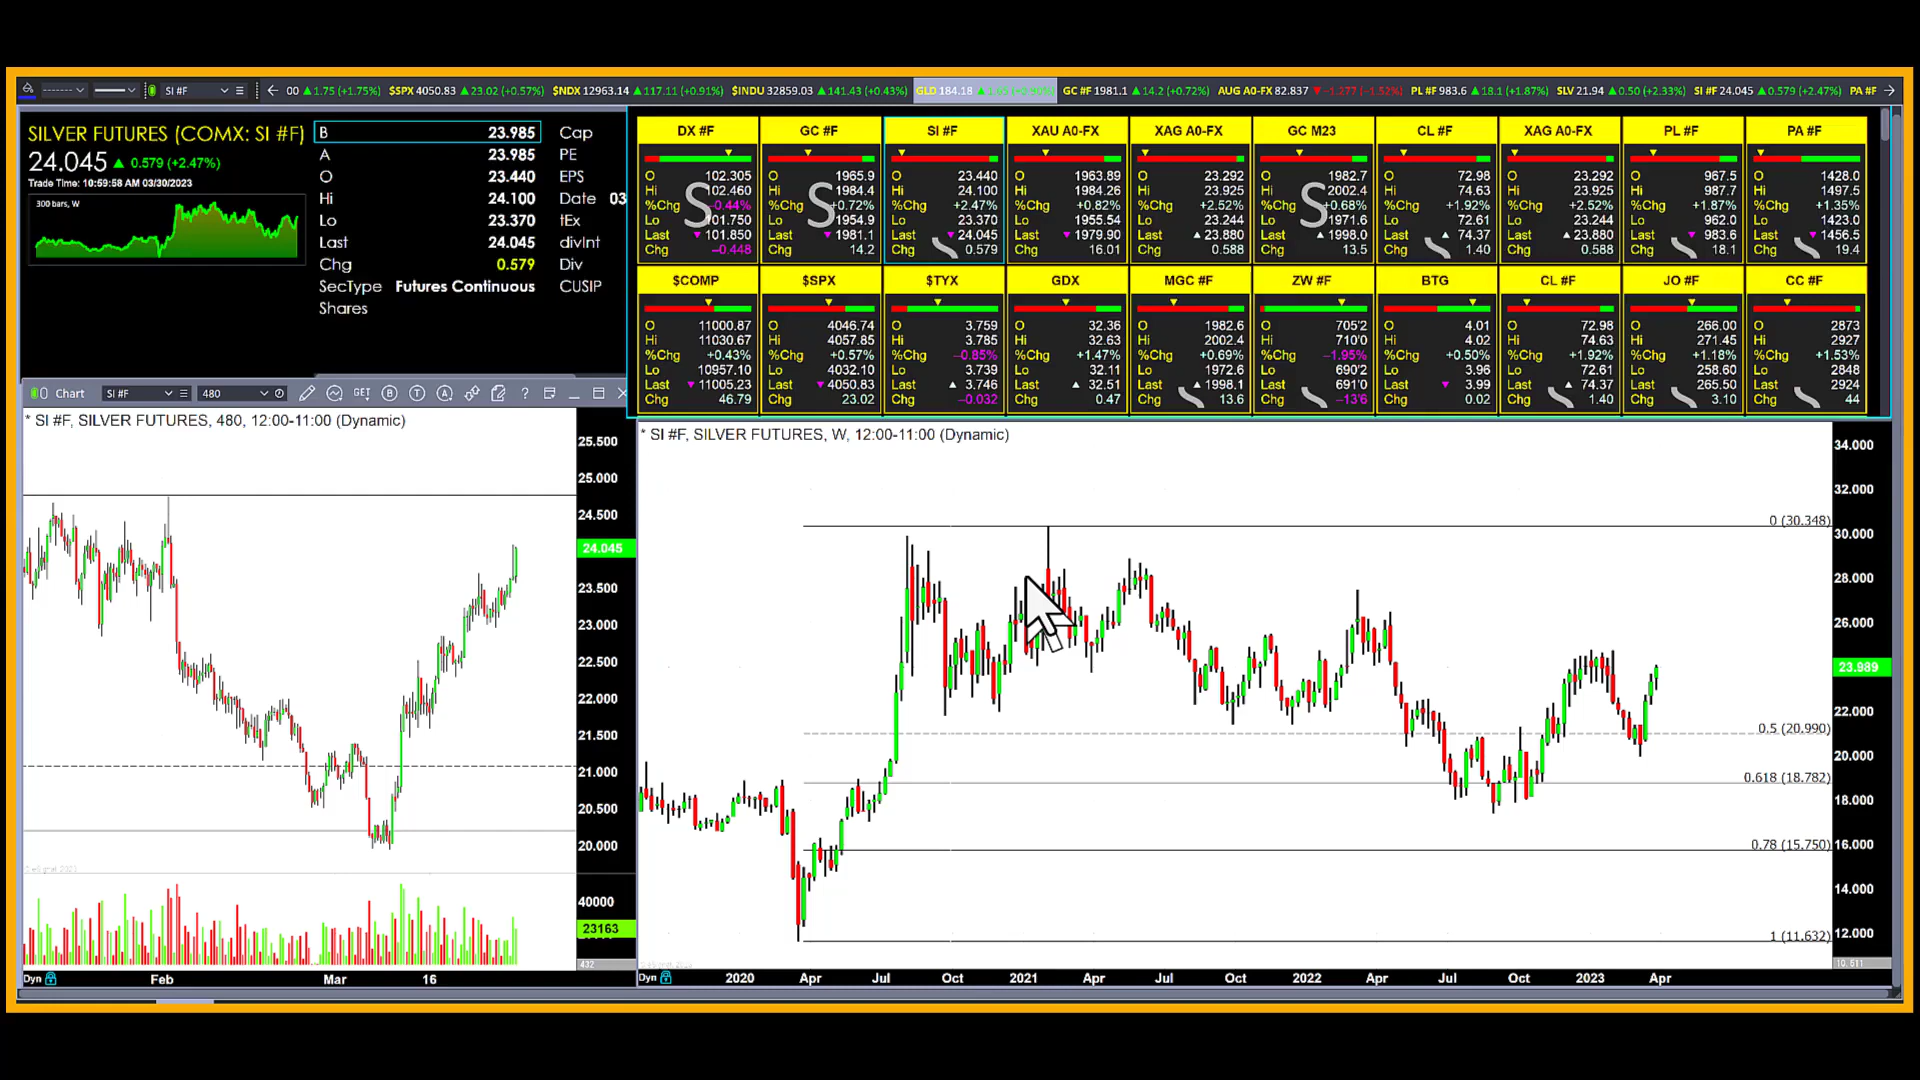 SI #F 00 ▲1.75 (+1.75%) $SPX 4050.83 ▲23.02 (+0.57%) $NDX 12963.14 ▲117.11 (+0.91%) $INDU 32859.03 ▲141.43 (+0.43%) GLD 184.18 GC #F 1981.1 ▲14.2 (+0.72%) AUG A0-FX 82.837 ▼-1.277 (-1.52%) PL #F 983.6 ▲18.1 (+1.87%) SLV 21.94 ▲0.50 (+2.33%) SI #F 24.045 ▲0.579 (+2.47%) PA #F
SILVER FUTURES (COMX: SI #F)
24.045 ▲ 0.579 (+2.47%)
Trade Time: 10:59:58 AM 03/30/2023
300 bars, W
B 23.985 Cap
A 23.985 PE
O 23.440 EPS
Hi 24.100 Date 03
Lo 23.370 tEx
Last 24.045 divInt
Chg 0.579 Div
SecType Futures Continuous CUSIP
Shares
DX #F GC #F SI #F XAU A0-FX XAG A0-FX GC M23 CL #F XAG A0-FX PL #F PA #F
O 102.305 O 1965.9 O 23.440 O 1963.89 O 23.292 O 1982.7 O 72.98 O 23.292 O 967.5 O 1428.0
Hi 102.460 Hi 1984.4 Hi 24.100 Hi 1984.26 Hi 23.925 Hi 2002.4 Hi 74.63 Hi 23.925 Hi 987.7 Hi 1497.5
%Chg -0.44% %Chg +0.72% %Chg +2.47% %Chg +0.82% %Chg +2.52% %Chg +0.68% %Chg +1.92% %Chg +2.52% %Chg +1.87% %Chg +1.35%
Lo 101.750 Lo 1954.9 Lo 23.370 Lo 1955.54 Lo 23.244 Lo 1971.6 Lo 72.61 Lo 23.244 Lo 962.0 Lo 1423.0
Last ▼ 101.850 Last ▼ 1981.1 Last ▼ 24.045 Last ▼ 1979.90 Last ▲ 23.880 Last ▲ 1998.0 Last ▲ 74.37 Last ▲ 23.880 Last ▼ 983.6 Last ▼ 1456.5
Chg -0.448 Chg 14.2 Chg 0.579 Chg 16.01 Chg 0.588 Chg 13.5 Chg 1.40 Chg 0.588 Chg 18.1 Chg 19.4
$COMP $SPX $TYX GDX MGC #F ZW #F BTG CL #F JO #F CC #F
O 11000.87 O 4046.74 O 3.759 O 32.36 O 1982.6 O 705'2 O 4.01 O 72.98 O 266.00 O 2873
Hi 11030.67 Hi 4057.85 Hi 3.785 Hi 32.63 Hi 2002.4 Hi 710'0 Hi 4.02 Hi 74.63 Hi 271.45 Hi 2927
%Chg +0.43% %Chg +0.57% %Chg -0.85% %Chg +1.47% %Chg +0.69% %Chg -1.95% %Chg +0.50% %Chg +1.92% %Chg +1.18% %Chg +1.53%
Lo 10957.10 Lo 4032.10 Lo 3.739 Lo 32.11 Lo 1972.6 Lo 690'2 Lo 3.96 Lo 72.61 Lo 258.60 Lo 2848
Last ▼ 11005.23 Last ▼ 4050.83 Last ▲ 3.746 Last ▲ 32.51 Last ▲ 1998.1 Last 691'0 Last ▼ 3.99 Last ▲ 74.37 Last 265.50 Last 2924
Chg 46.79 Chg 23.02 Chg -0.032 Chg 0.47 Chg 13.6 Chg -13'6 Chg 0.02 Chg 1.40 Chg 3.10 Chg 44
Chart SI #F 480 GET B T A ?
* SI #F, SILVER FUTURES, 480, 12:00-11:00 (Dynamic)
25.500
25.000
24.500
24.045
23.500
23.000
22.500
22.000
21.500
21.000
20.500
20.000
40000
23163
432
Dyn Feb Mar 16
* SI #F, SILVER FUTURES, W, 12:00-11:00 (Dynamic)
34.000
32.000
0 (30.348)
30.000
28.000
26.000
23.989
22.000
0.5 (20.990)
20.000
0.618 (18.782)
18.000
0.78 (15.750)
16.000
14.000
1 (11.632)
12.000
10.511
Dyn 2020 Apr Jul Oct 2021 Apr Jul Oct 2022 Apr Jul Oct 2023 Apr